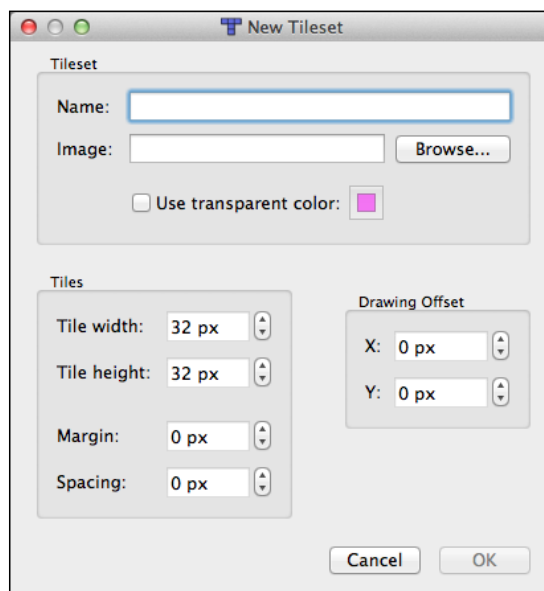 New Tileset
Tileset
Name:
Image:
Browse...
Use transparent color:
Tiles
Tile width: 32 px
Tile height: 32 px
Margin: 0 px
Spacing: 0 px
Drawing Offset
X: 0 px
Y: 0 px
Cancel
OK